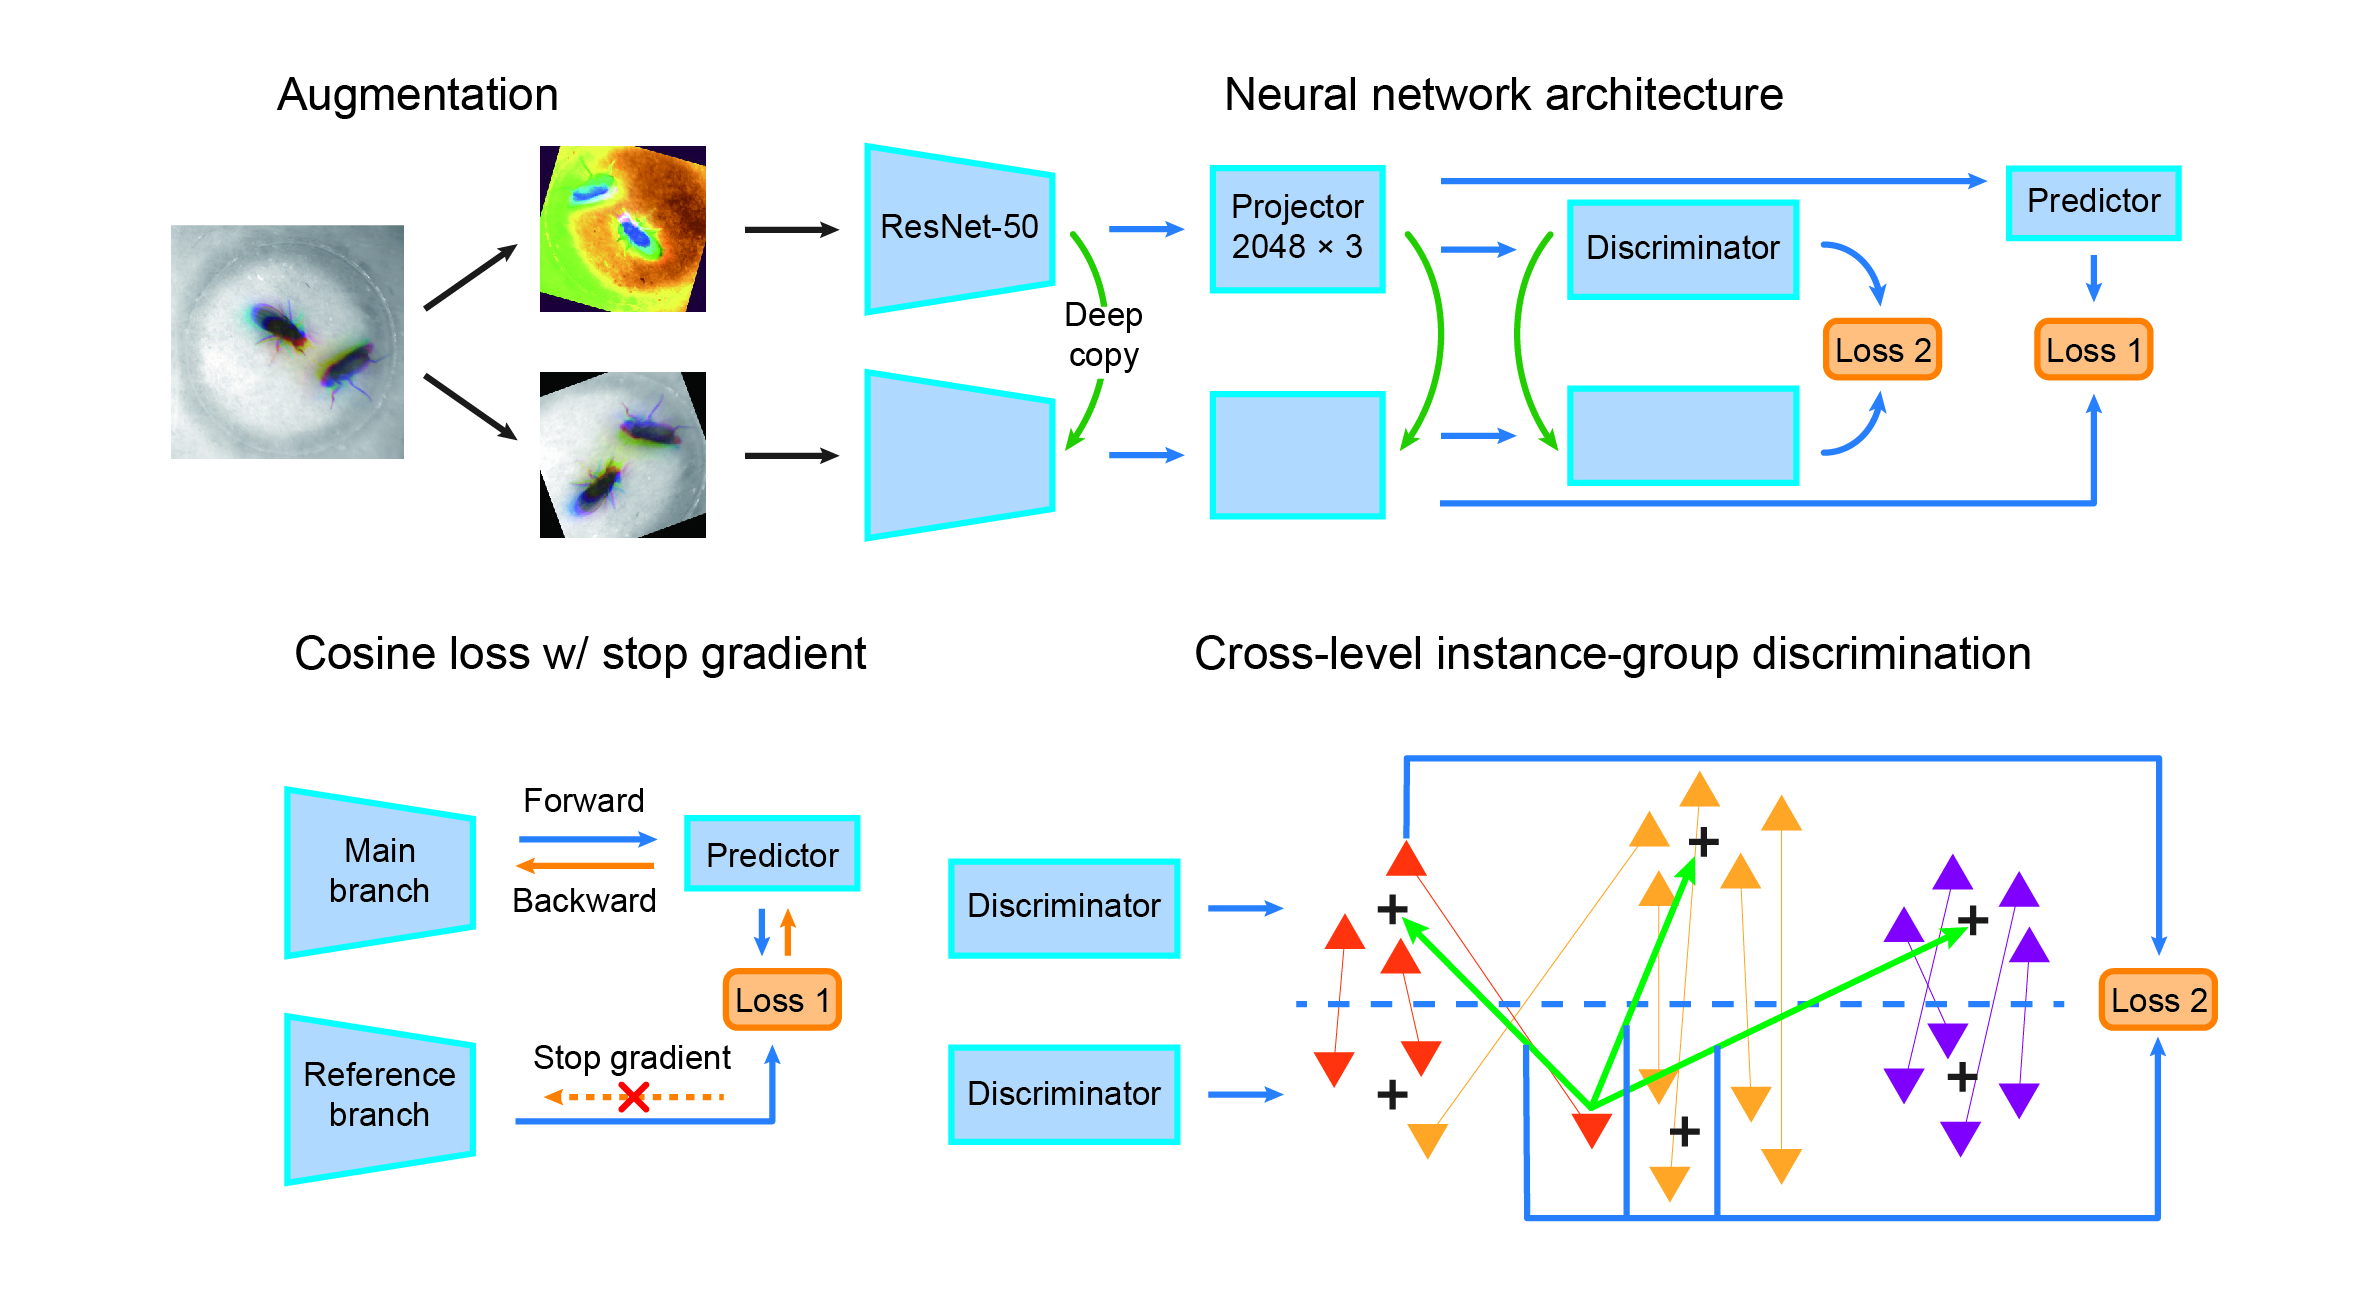 Augmentation
Neural network architecture
ResNet-50
Projector
2048 × 3
Discriminator
Predictor
Deep
copy
Loss 2
Loss 1
Cosine loss w/ stop gradient
Cross-level instance-group discrimination
Forward
Main
branch
Predictor
Backward
Loss 1
Stop gradient
Reference
branch
Discriminator
Discriminator
Loss 2